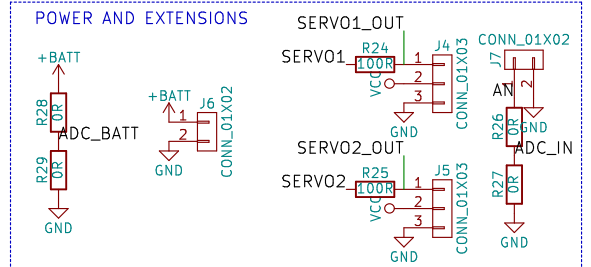 POWER AND EXTENSIONS
+BATT
R28
0R
ADC_BATT
R29
0R
GND
+BATT
J6
1
2
CONN_01X02
GND
SERVO1_OUT
R24
SERVO1
100R
J4
1
VCC
2
3
CONN_01X03
GND
SERVO2_OUT
R25
SERVO2
100R
J5
1
VCC
2
3
CONN_01X03
GND
CONN_01X02
J7
1
2
AN
GND
R26
0R
ADC_IN
R27
0R
GND